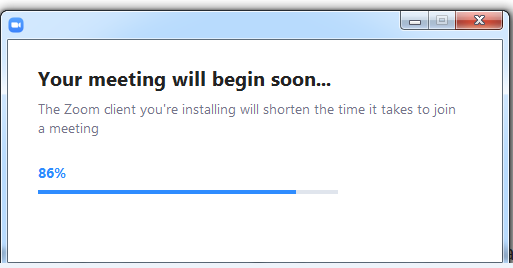 Your meeting will begin soon...
The Zoom client you're installing will shorten the time it takes to join
a meeting
86%